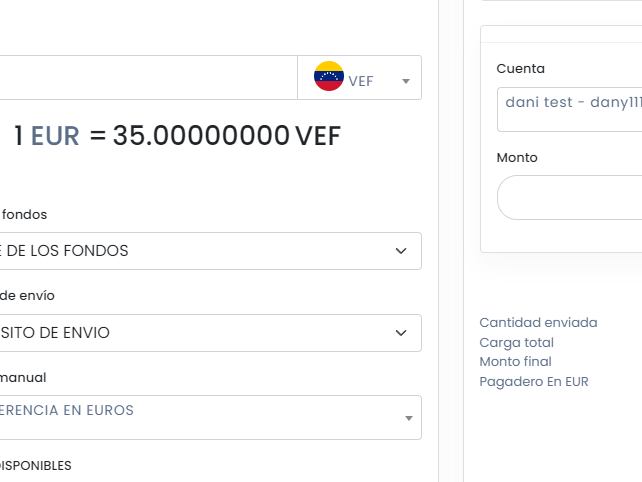 VEF
1 EUR = 35.00000000 VEF
fondos
DE LOS FONDOS
de envío
SITO DE ENVIO
manual
ERENCIA EN EUROS
ISPONIBLES
Cuenta
dani test - dany111
Monto
Cantidad enviada
Carga total
Monto final
Pagadero En EUR